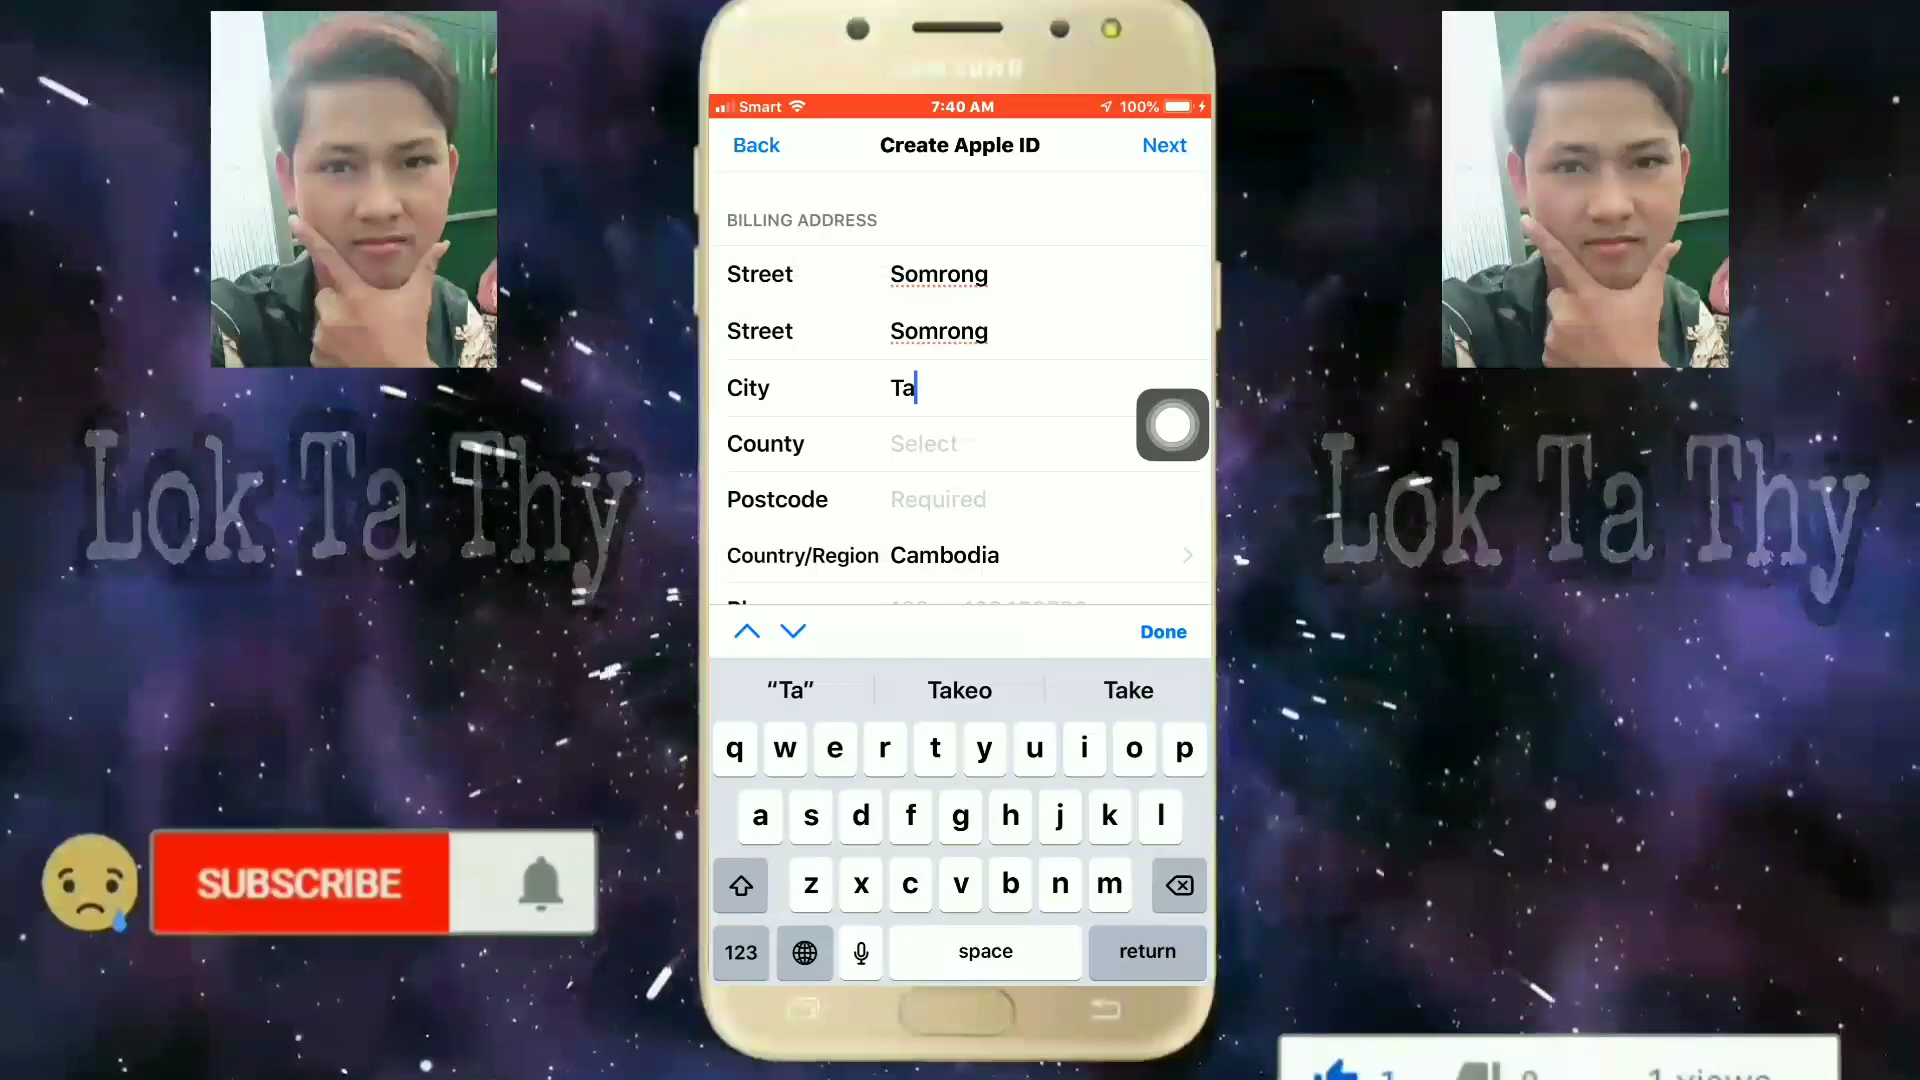 SAMSUNG
Smart 7:40 AM 100%
Back Create Apple ID Next
BILLING ADDRESS
Street Somrong
Street Somrong
City Ta
County Select
Postcode Required
Country/Region Cambodia
Done
“Ta” Takeo Take
q w e r t y u i o p
a s d f g h j k l
z x c v b n m
123 space return
Lok Ta Thy
Lok Ta Thy
SUBSCRIBE
1 views